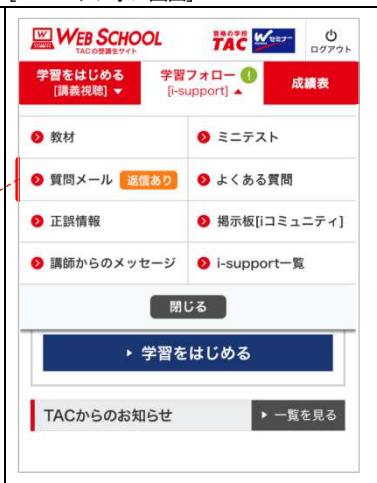 WEB SCHOOL
TACの受講生サイト
資格の学校
TAC
Wセミナー
ログアウト
学習をはじめる
[講義視聴] ▼
学習フォロー !
[i-support] ▲
成績表
教材
ミニテスト
質問メール 返信あり
よくある質問
正誤情報
掲示板[iコミュニティ]
講師からのメッセージ
i-support一覧
閉じる
学習をはじめる
TACからのお知らせ
一覧を見る